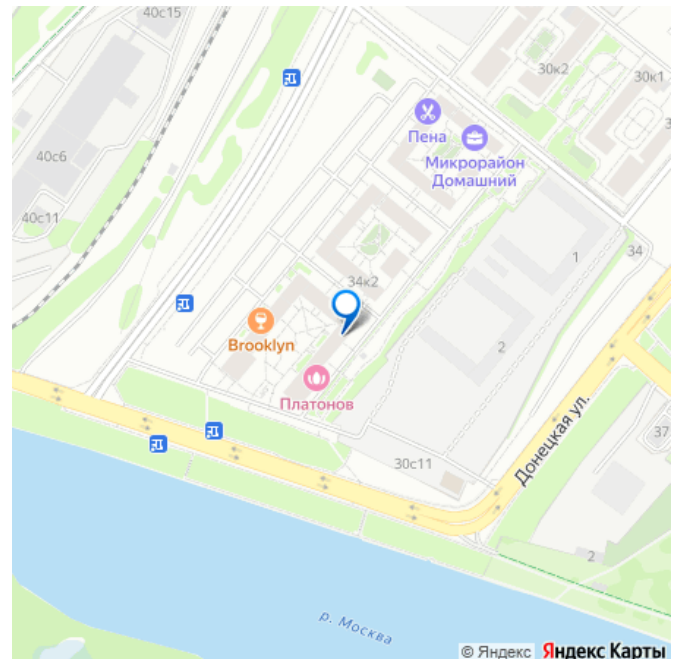 40с15
30к2
30к1
3
Пена
Микрорайон
Домашний
40с6
40с11
34
1
34к2
Brooklyn
2
Платонов
Донецкая ул.
37
30с11
2
р. Москва
© Яндекс Яндекс Карты